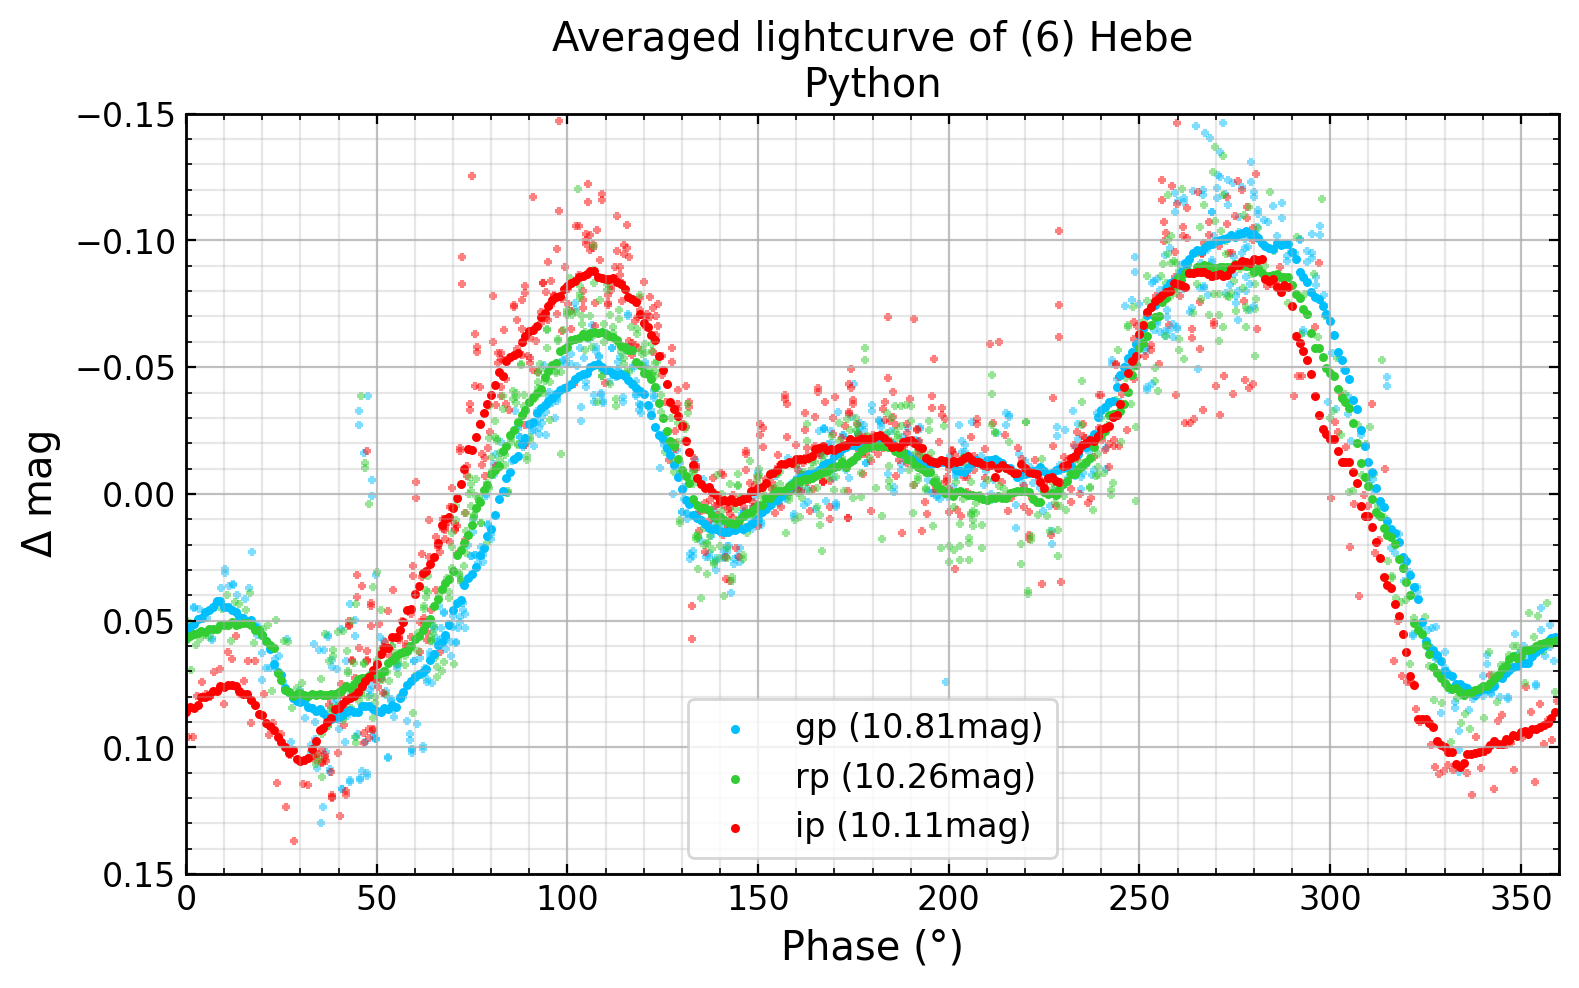 Averaged lightcurve of (6) Hebe
Python
−0.15
−0.10
−0.05
0.00
0.05
0.10
0.15
Δ mag
gp (10.81mag)
rp (10.26mag)
ip (10.11mag)
0 50 100 150 200 250 300 350
Phase (°)